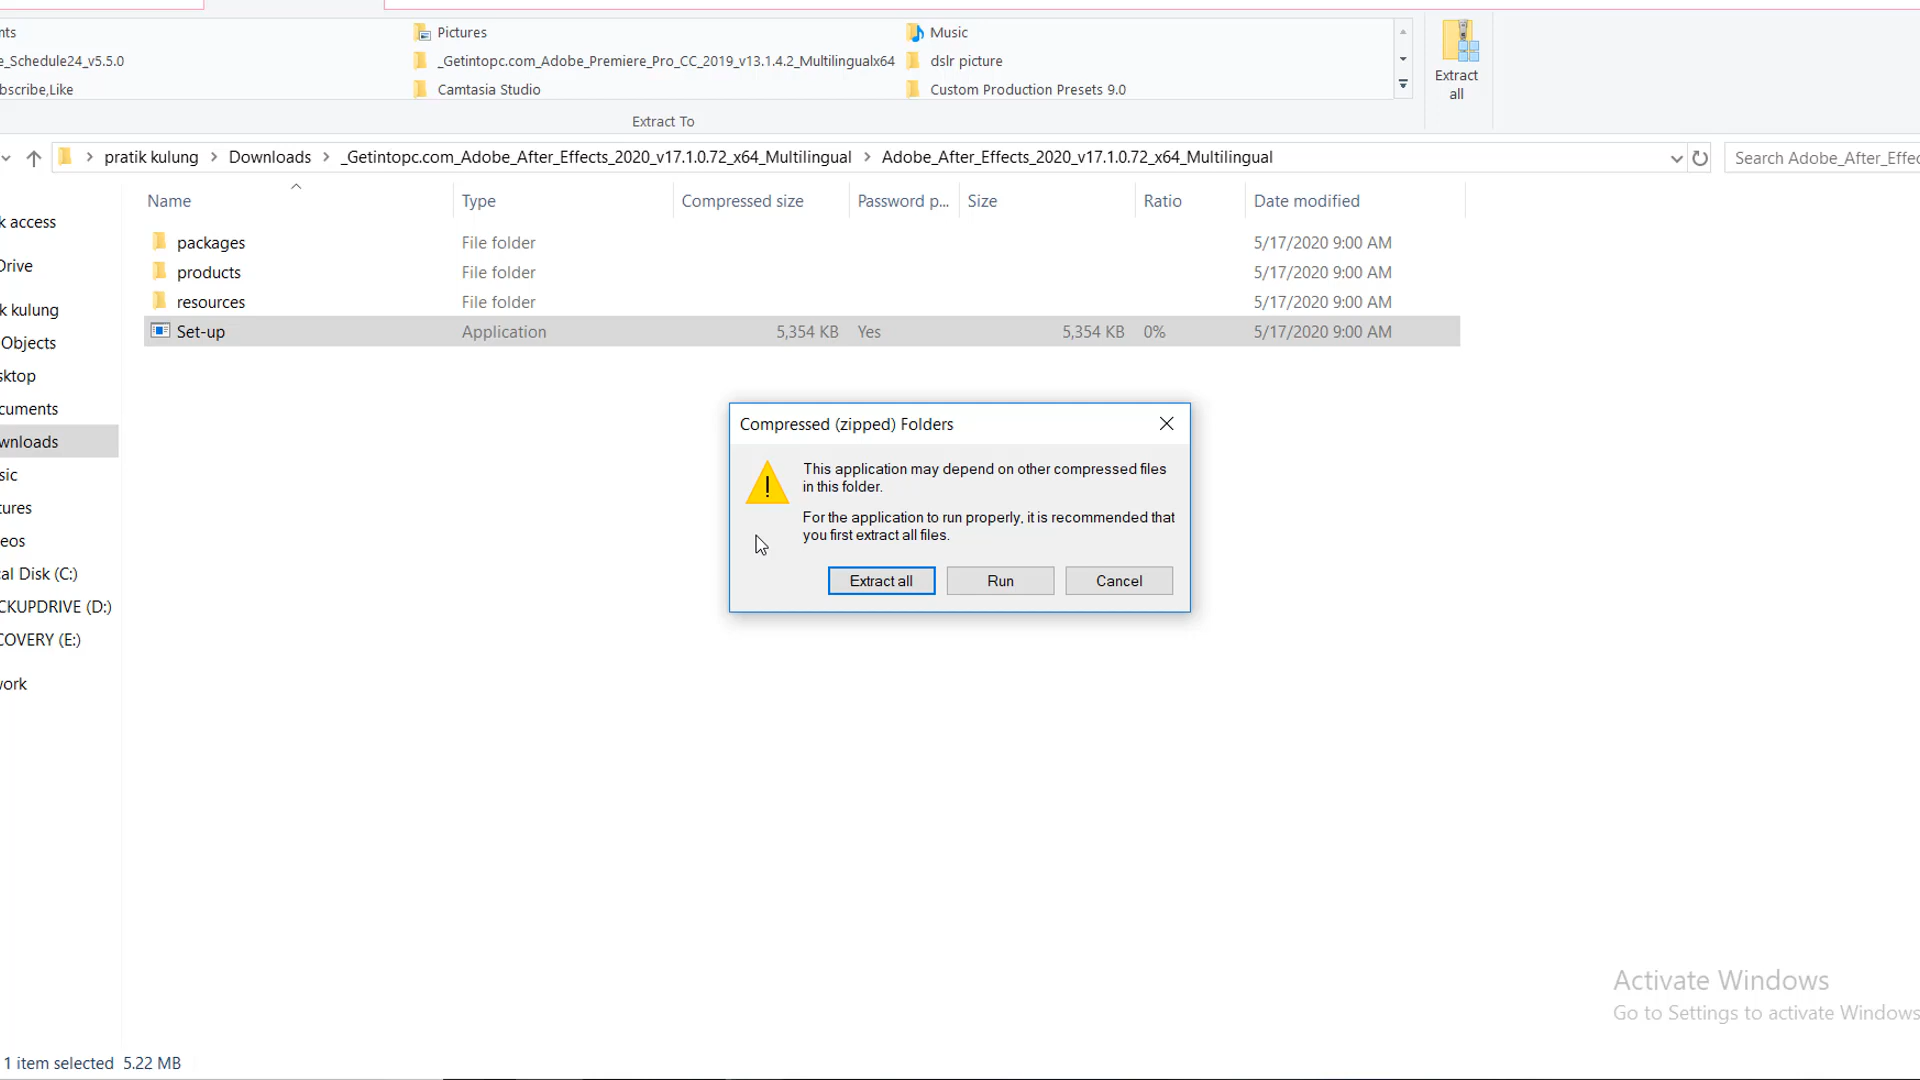 nts
Pictures
Music
e_Schedule24_v5.5.0
_Getintopc.com_Adobe_Premiere_Pro_CC_2019_v13.1.4.2_Multilingualx64
dslr picture
bscribe,Like
Camtasia Studio
Custom Production Presets 9.0
Extract all
Extract To
pratik kulung
Downloads
_Getintopc.com_Adobe_After_Effects_2020_v17.1.0.72_x64_Multilingual
Adobe_After_Effects_2020_v17.1.0.72_x64_Multilingual
Search Adobe_After_Effec
Name Type Compressed size Password p... Size Ratio Date modified
packages File folder 5/17/2020 9:00 AM
products File folder 5/17/2020 9:00 AM
resources File folder 5/17/2020 9:00 AM
Set-up Application 5,354 KB Yes 5,354 KB 0% 5/17/2020 9:00 AM
k access
Drive
k kulung
Objects
sktop
cuments
wnloads
sic
tures
eos
al Disk (C:)
CKUPDRIVE (D:)
COVERY (E:)
work
Compressed (zipped) Folders
This application may depend on other compressed files
in this folder.
For the application to run properly, it is recommended that
you first extract all files.
Extract all Run Cancel
Activate Windows
Go to Settings to activate Windows
1 item selected 5.22 MB